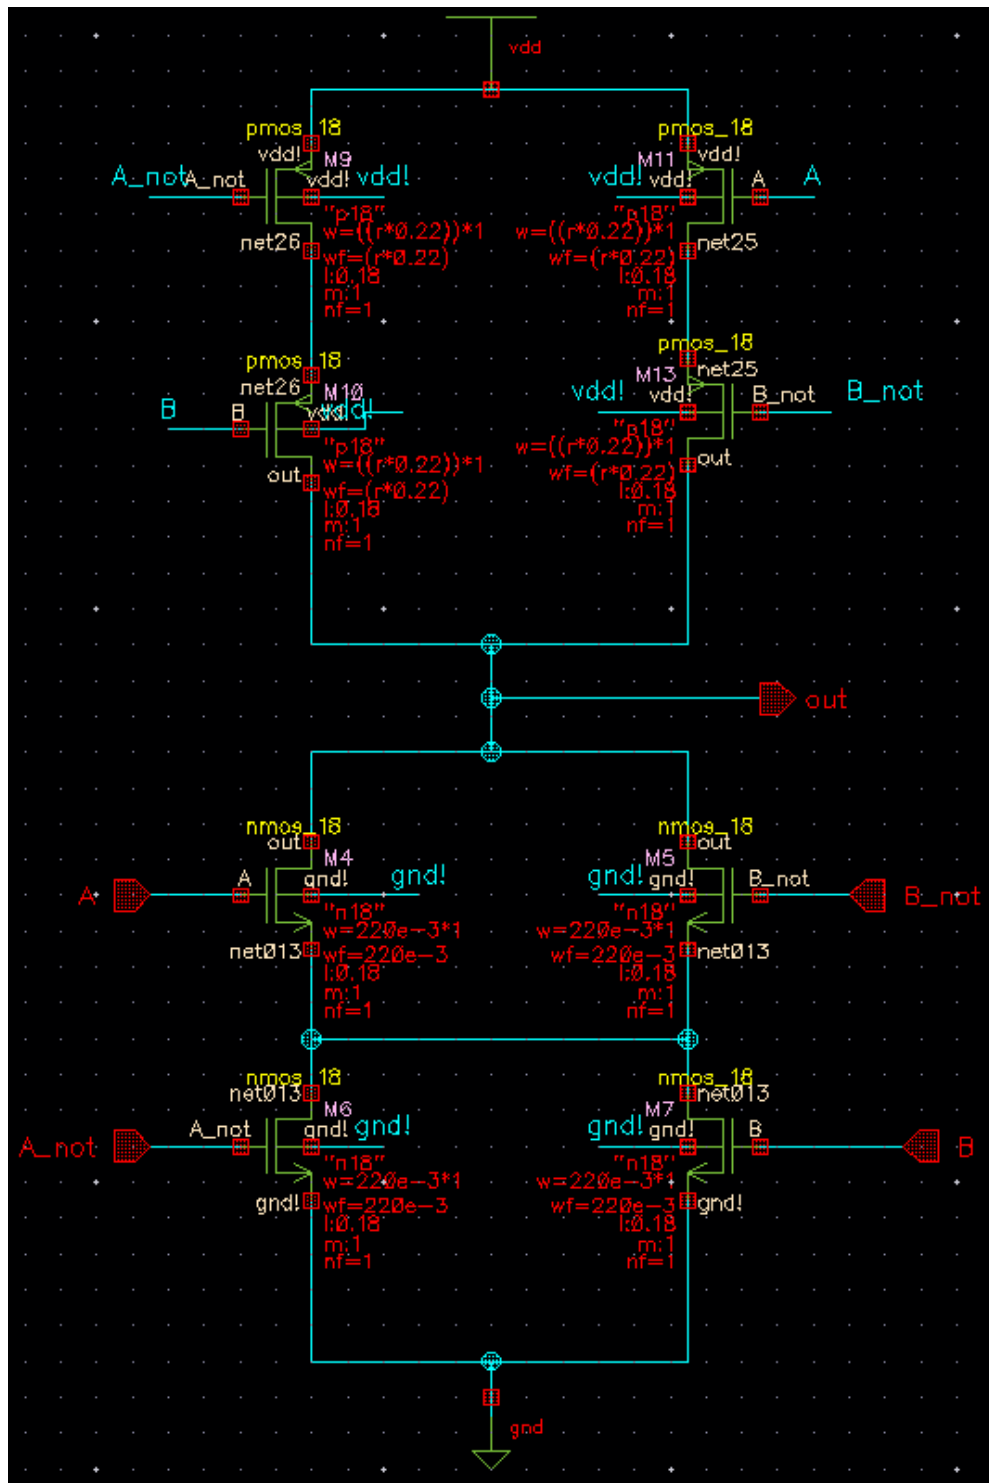 vdd
pmos_18
pmos_18
vdd!
M9
M11
vdd!
A_not
A_not
vdd!
vdd!
vdd!
vdd!
A
A
"p18"
w=((r*0.22))*1
wf=(r*0.22)
l:0.18
m:1
nf=1
net26
"p18"
w=((r*0.22))*1
wf=(r*0.22)
l:0.18
m:1
nf=1
net25
pmos_18
net26
M10
B
B
vdd!
vdd!
"p18"
w=((r*0.22))*1
wf=(r*0.22)
l:0.18
m:1
nf=1
out
pmos_18
net25
M13
vdd!
vdd!
B_not
B_not
"p18"
w=((r*0.22))*1
wf=(r*0.22)
l:0.18
m:1
nf=1
out
out
nmos_18
out
M4
A
A
gnd!
gnd!
"n18"
w=220e-3*1
wf=220e-3
l:0.18
m:1
nf=1
net013
nmos_18
out
M5
gnd!
gnd!
B_not
B_not
"n18"
w=220e-3*1
wf=220e-3
l:0.18
m:1
nf=1
net013
nmos_18
net013
M6
A_not
A_not
gnd!
gnd!
"n18"
w=220e-3*1
wf=220e-3
l:0.18
m:1
nf=1
gnd!
nmos_18
net013
M7
gnd!
gnd!
B
B
"n18"
w=220e-3*1
wf=220e-3
l:0.18
m:1
nf=1
gnd!
gnd